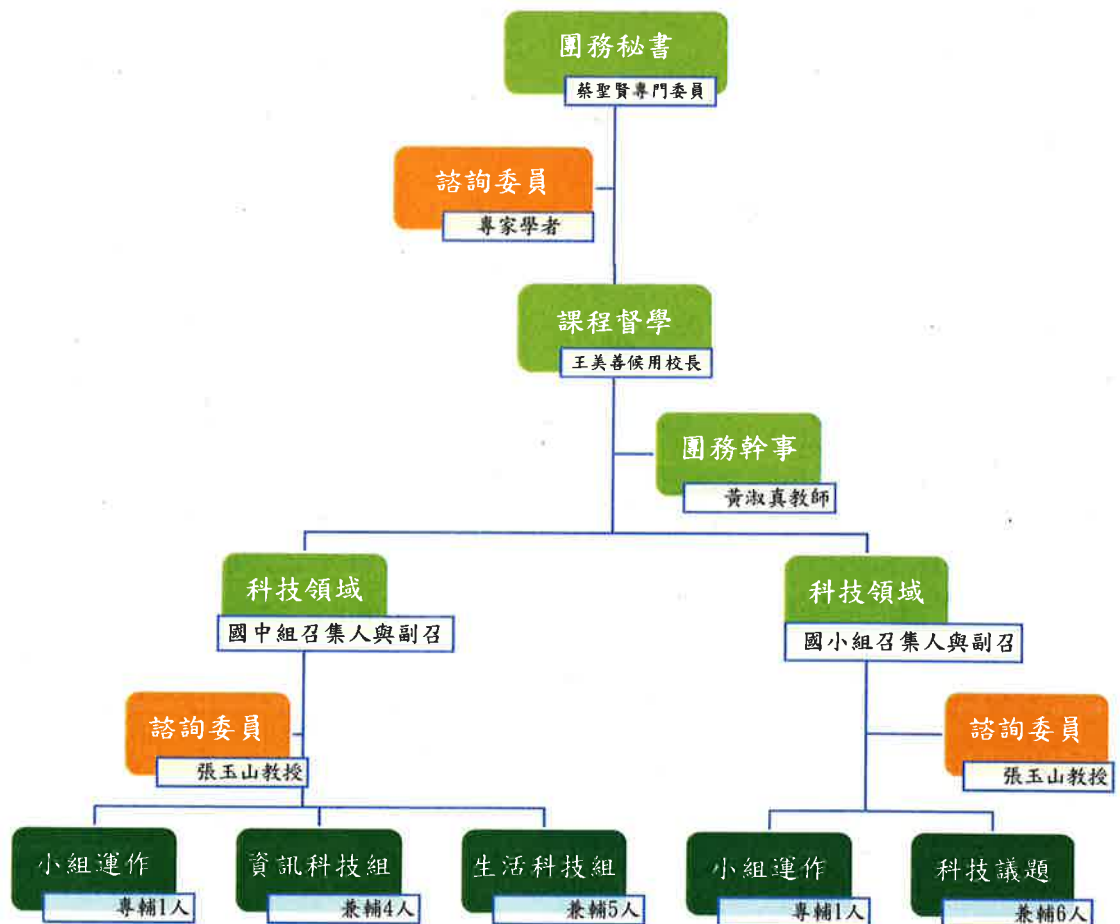 團務秘書
蔡聖賢專門委員
諮詢委員
專家學者
課程督學
王美善候用校長
團務幹事
黃淑真教師
科技領域
國中組召集人與副召
科技領域
國小組召集人與副召
諮詢委員
張玉山教授
諮詢委員
張玉山教授
小組運作
專輔1人
資訊科技組
兼輔4人
生活科技組
兼輔5人
小組運作
專輔1人
科技議題
兼輔6人